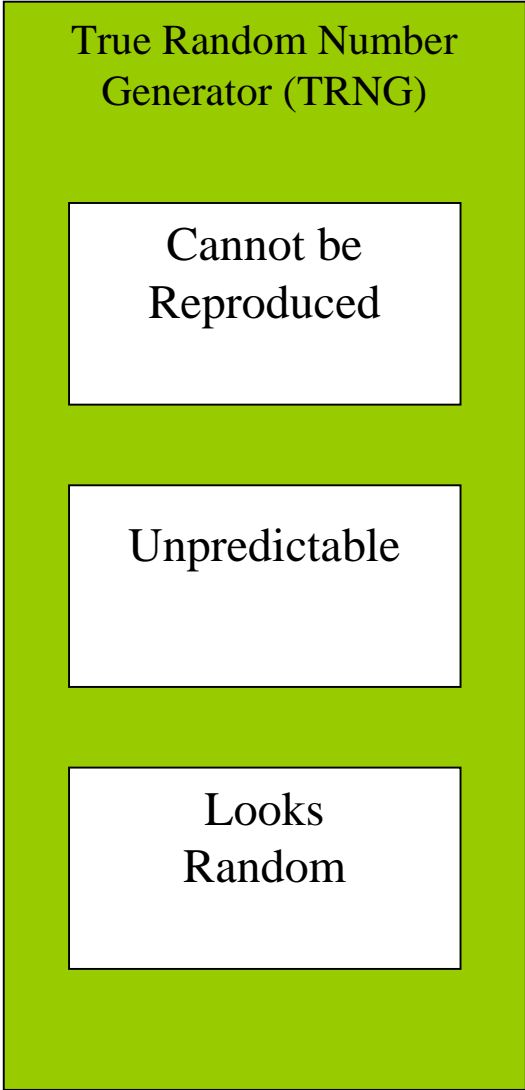 True Random Number
Generator (TRNG)
Cannot be
Reproduced
Unpredictable
Looks
Random